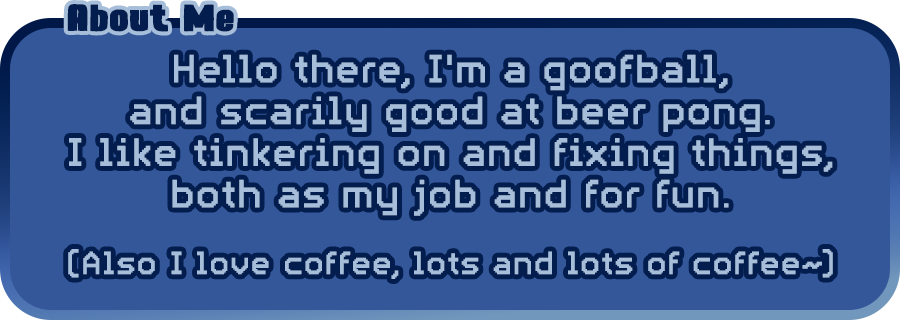 About Me
Hello there, I'm a goofball,
and scarily good at beer pong.
I like tinkering on and fixing things,
both as my job and for fun.
(Also I love coffee, lots and lots of coffee~)